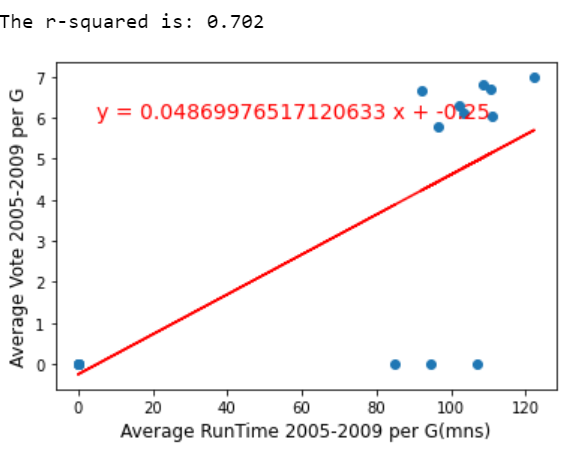 The r-squared is: 0.702
y = 0.04869976517120633 x + -0.25
Average Vote 2005-2009 per G
7
6
5
4
3
2
1
0
0 20 40 60 80 100 120
Average RunTime 2005-2009 per G(mns)